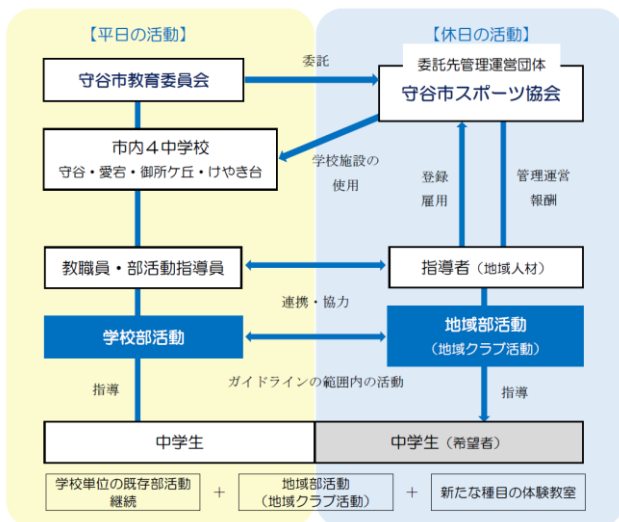 【平日の活動】
【休日の活動】
守谷市教育委員会
委託
委託先管理運営団体
守谷市スポーツ協会
市内4中学校
守谷・愛宕・御所ケ丘・けやき台
学校施設の
使用
登録
雇用
管理運営
報酬
教職員・部活動指導員
指導者（地域人材）
連携・協力
学校部活動
地域部活動
（地域クラブ活動）
指導
ガイドラインの範囲内の活動
指導
中学生
中学生（希望者）
学校単位の既存部活動
継続
+
地域部活動
（地域クラブ活動）
+
新たな種目の体験教室